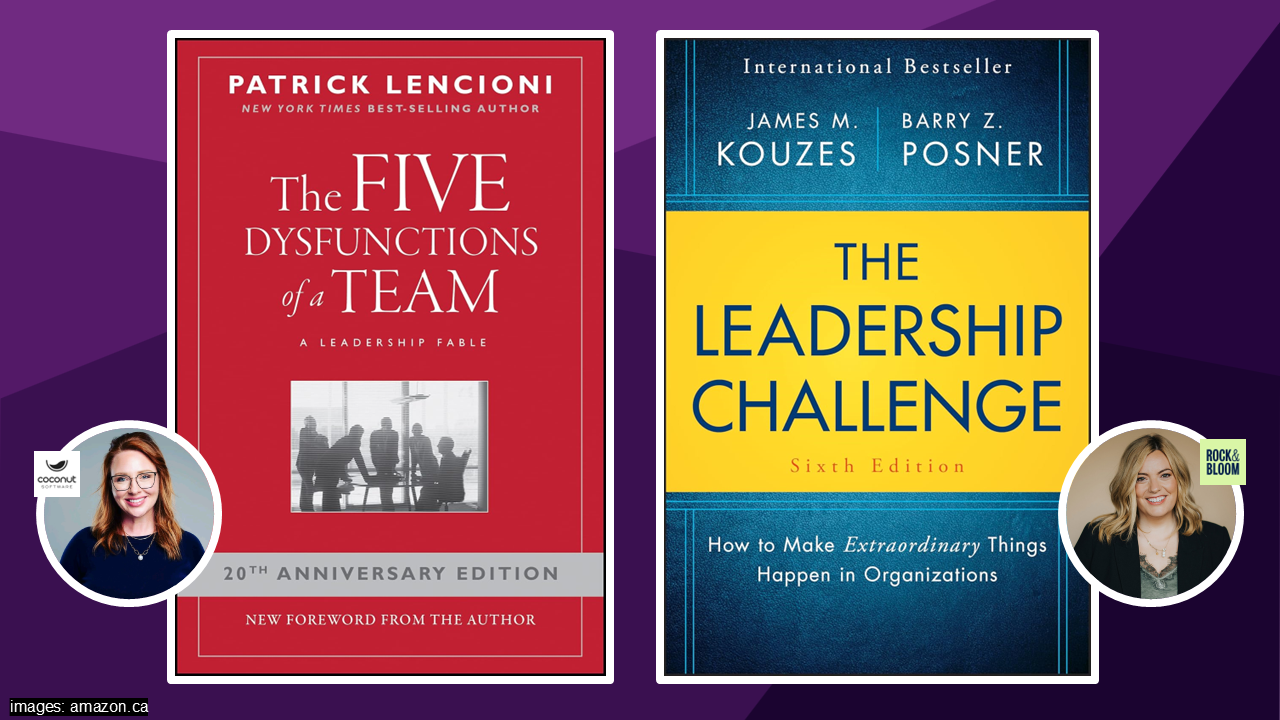 PATRICK LENCIONI
NEW YORK TIMES BEST-SELLING AUTHOR
The FIVE
DYSFUNCTIONS
of a TEAM
A LEADERSHIP FABLE
20TH ANNIVERSARY EDITION
NEW FOREWORD FROM THE AUTHOR
International Bestseller
JAMES M.
KOUZES
BARRY Z.
POSNER
THE
LEADERSHIP
CHALLENGE
Sixth Edition
How to Make Extraordinary Things
Happen in Organizations
coconut
SOFTWARE
ROCK&
BLOOM
images: amazon.ca